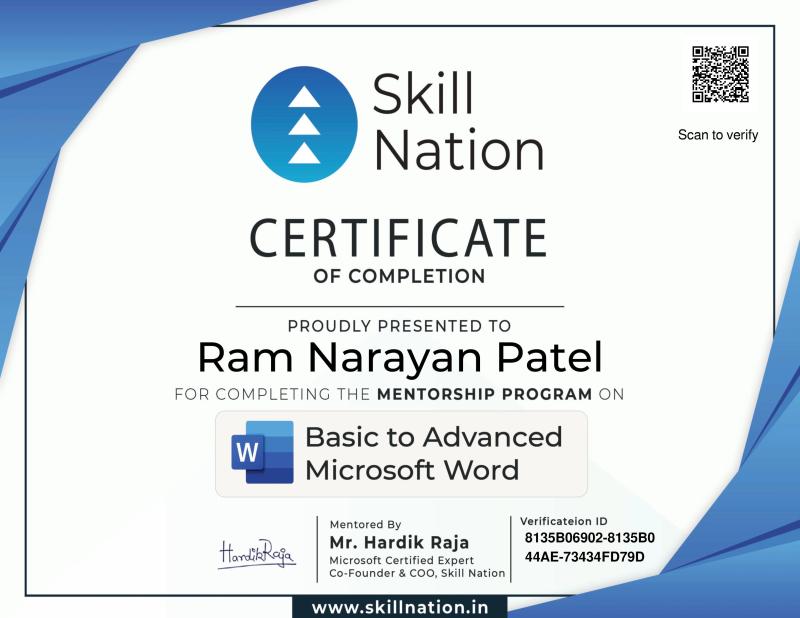 Skill
Nation
Scan to verify
CERTIFICATE
OF COMPLETION
PROUDLY PRESENTED TO
Ram Narayan Patel
FOR COMPLETING THE MENTORSHIP PROGRAM ON
W
Basic to Advanced
Microsoft Word
HardikRaja
Mentored By
Mr. Hardik Raja
Microsoft Certified Expert
Co-Founder & COO, Skill Nation
Verificateion ID
8135B06902-8135B0
44AE-73434FD79D
www.skillnation.in